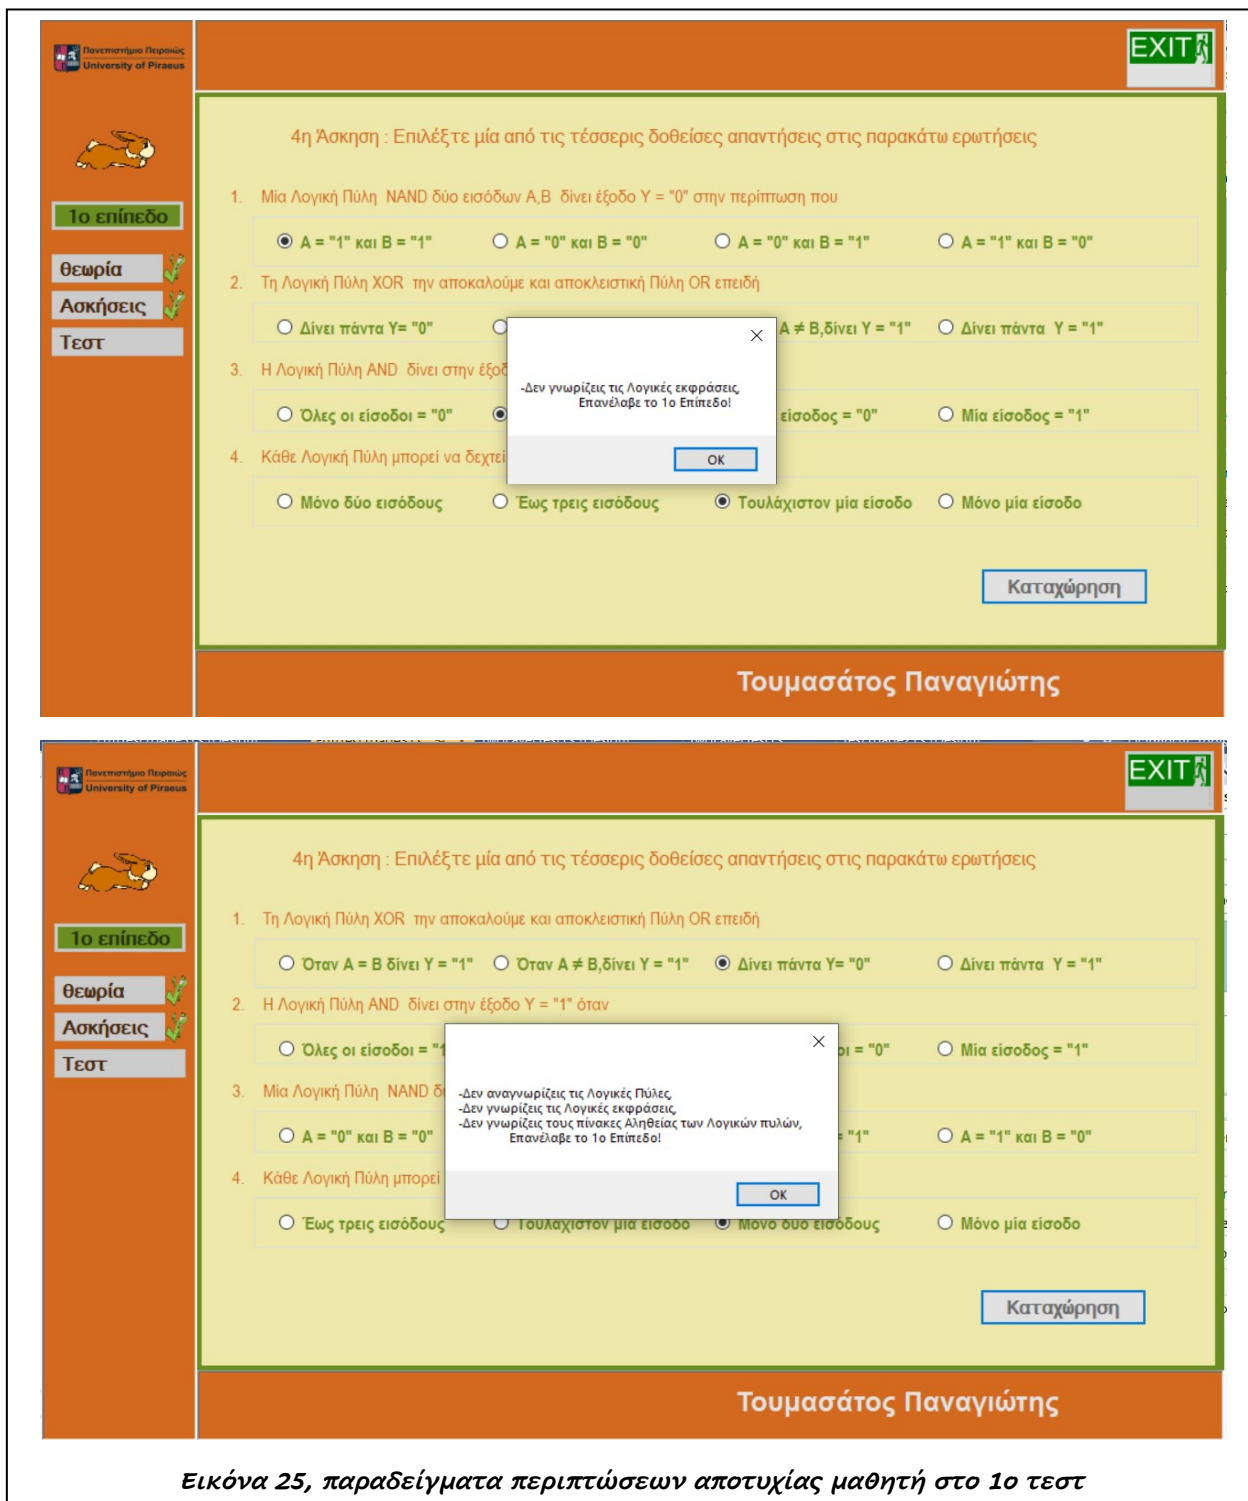 Πανεπιστήμιο Πειραιώς
University of Piraeus
EXIT
4η Άσκηση : Επιλέξτε μία από τις τέσσερις δοθείσες απαντήσεις στις παρακάτω ερωτήσεις
1. Μία Λογική Πύλη NAND δύο εισόδων Α,Β δίνει έξοδο Υ = "0" στην περίπτωση που
1ο επίπεδο
A = "1" και B = "1" A = "0" και B = "0" A = "0" και B = "1" A = "1" και B = "0"
θεωρία
2. Τη Λογική Πύλη XOR την αποκαλούμε και αποκλειστική Πύλη OR επειδή
Ασκήσεις
Δίνει πάντα Υ= "0" A ≠ B,δίνει Υ = "1" Δίνει πάντα Υ = "1"
Τεστ
3. Η Λογική Πύλη AND δίνει στην έξοδ
-Δεν γνωρίζεις τις Λογικές εκφράσεις,
Επανέλαβε το 1ο Επίπεδο!
Όλες οι είσοδοι = "0" είσοδος = "0" Μία είσοδος = "1"
4. Κάθε Λογική Πύλη μπορεί να δεχτεί
OK
Μόνο δύο εισόδους Έως τρεις εισόδους Τουλάχιστον μία είσοδο Μόνο μία είσοδο
Καταχώρηση
Τουμασάτος Παναγιώτης
Πανεπιστήμιο Πειραιώς
University of Piraeus
EXIT
4η Άσκηση : Επιλέξτε μία από τις τέσσερις δοθείσες απαντήσεις στις παρακάτω ερωτήσεις
1. Τη Λογική Πύλη XOR την αποκαλούμε και αποκλειστική Πύλη OR επειδή
1ο επίπεδο
Όταν A = B δίνει Υ = "1" Όταν A ≠ B,δίνει Υ = "1" Δίνει πάντα Υ= "0" Δίνει πάντα Υ = "1"
θεωρία
2. Η Λογική Πύλη AND δίνει στην έξοδο Υ = "1" όταν
Ασκήσεις
Όλες οι είσοδοι = "1 οι = "0" Μία είσοδος = "1"
Τεστ
3. Μία Λογική Πύλη NAND δ
-Δεν αναγνωρίζεις τις Λογικές Πύλες,
-Δεν γνωρίζεις τις Λογικές εκφράσεις,
-Δεν γνωρίζεις τους πίνακες Αληθείας των Λογικών πυλών,
Επανέλαβε το 1ο Επίπεδο!
A = "0" και B = "0" = "1" A = "1" και B = "0"
4. Κάθε Λογική Πύλη μπορεί
OK
Έως τρεις εισόδους Τουλάχιστον μία είσοδο Μόνο δύο εισόδους Μόνο μία είσοδο
Καταχώρηση
Τουμασάτος Παναγιώτης
Εικόνα 25, παραδείγματα περιπτώσεων αποτυχίας μαθητή στο 1ο τεστ